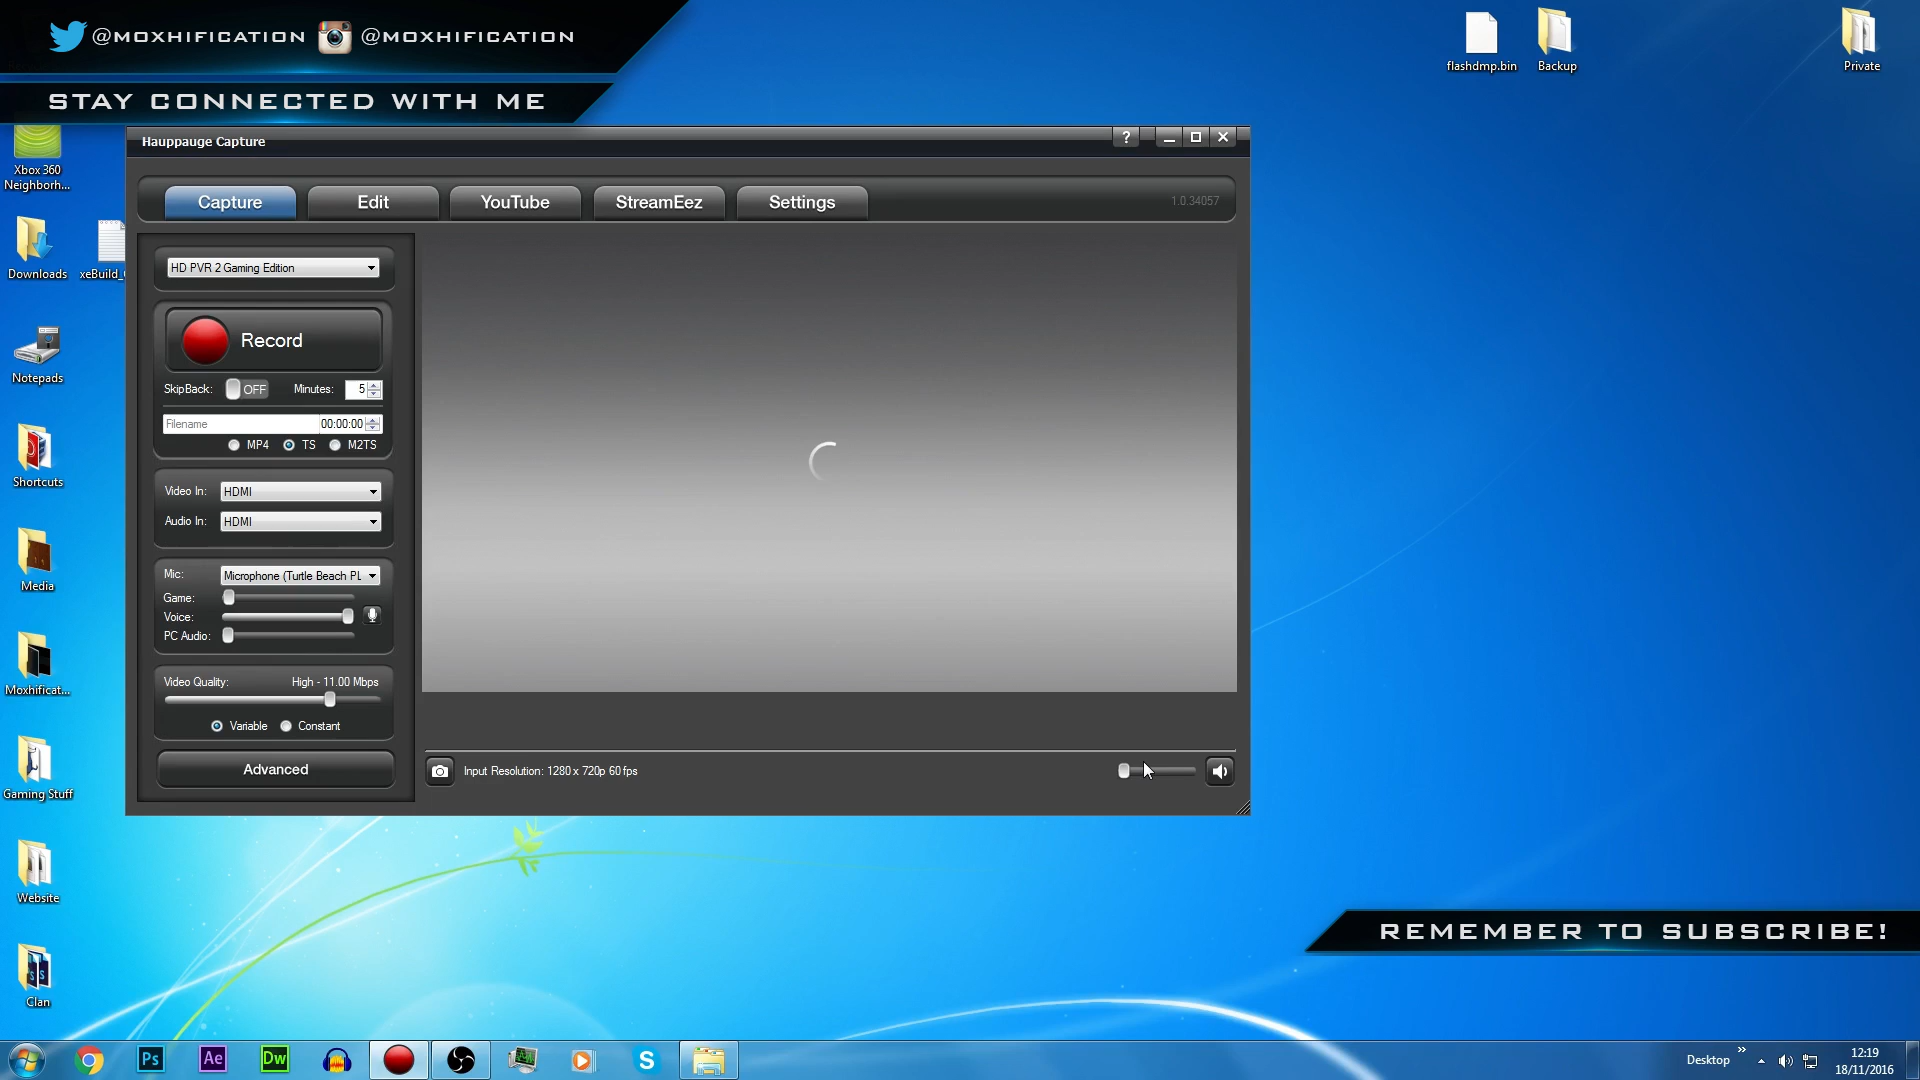 @MOXHIFICATION @MOXHIFICATION
STAY CONNECTED WITH ME
flashdmp.bin
Backup
Private
Xbox 360
Neighborh...
Downloads
xeBuild_
Notepads
Shortcuts
Media
Moxhificat...
Gaming Stuff
Website
Clan
Hauppauge Capture
?
Capture Edit YouTube StreamEez Settings 1.0.34057
HD PVR 2 Gaming Edition
Record
SkipBack: OFF Minutes: 5
Filename 00:00:00
MP4 TS M2TS
Video In: HDMI
Audio In: HDMI
Mic: Microphone (Turtle Beach PL
Game:
Voice:
PC Audio:
Video Quality: High - 11.00 Mbps
Variable Constant
Advanced
Input Resolution: 1280 x 720p 60 fps
REMEMBER TO SUBSCRIBE!
Ps Ae Dw S
Desktop »
12:19
18/11/2016